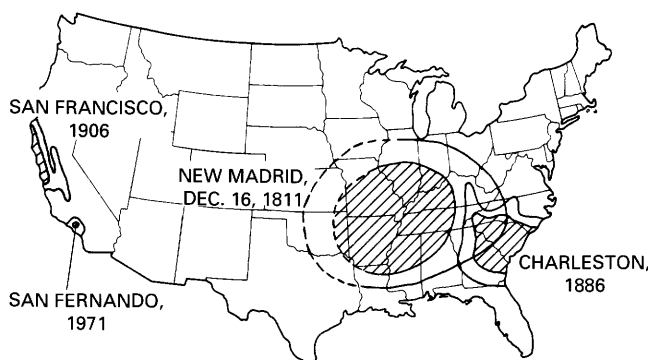 SAN FRANCISCO,
1906
NEW MADRID,
DEC. 16, 1811
CHARLESTON,
1886
SAN FERNANDO,
1971